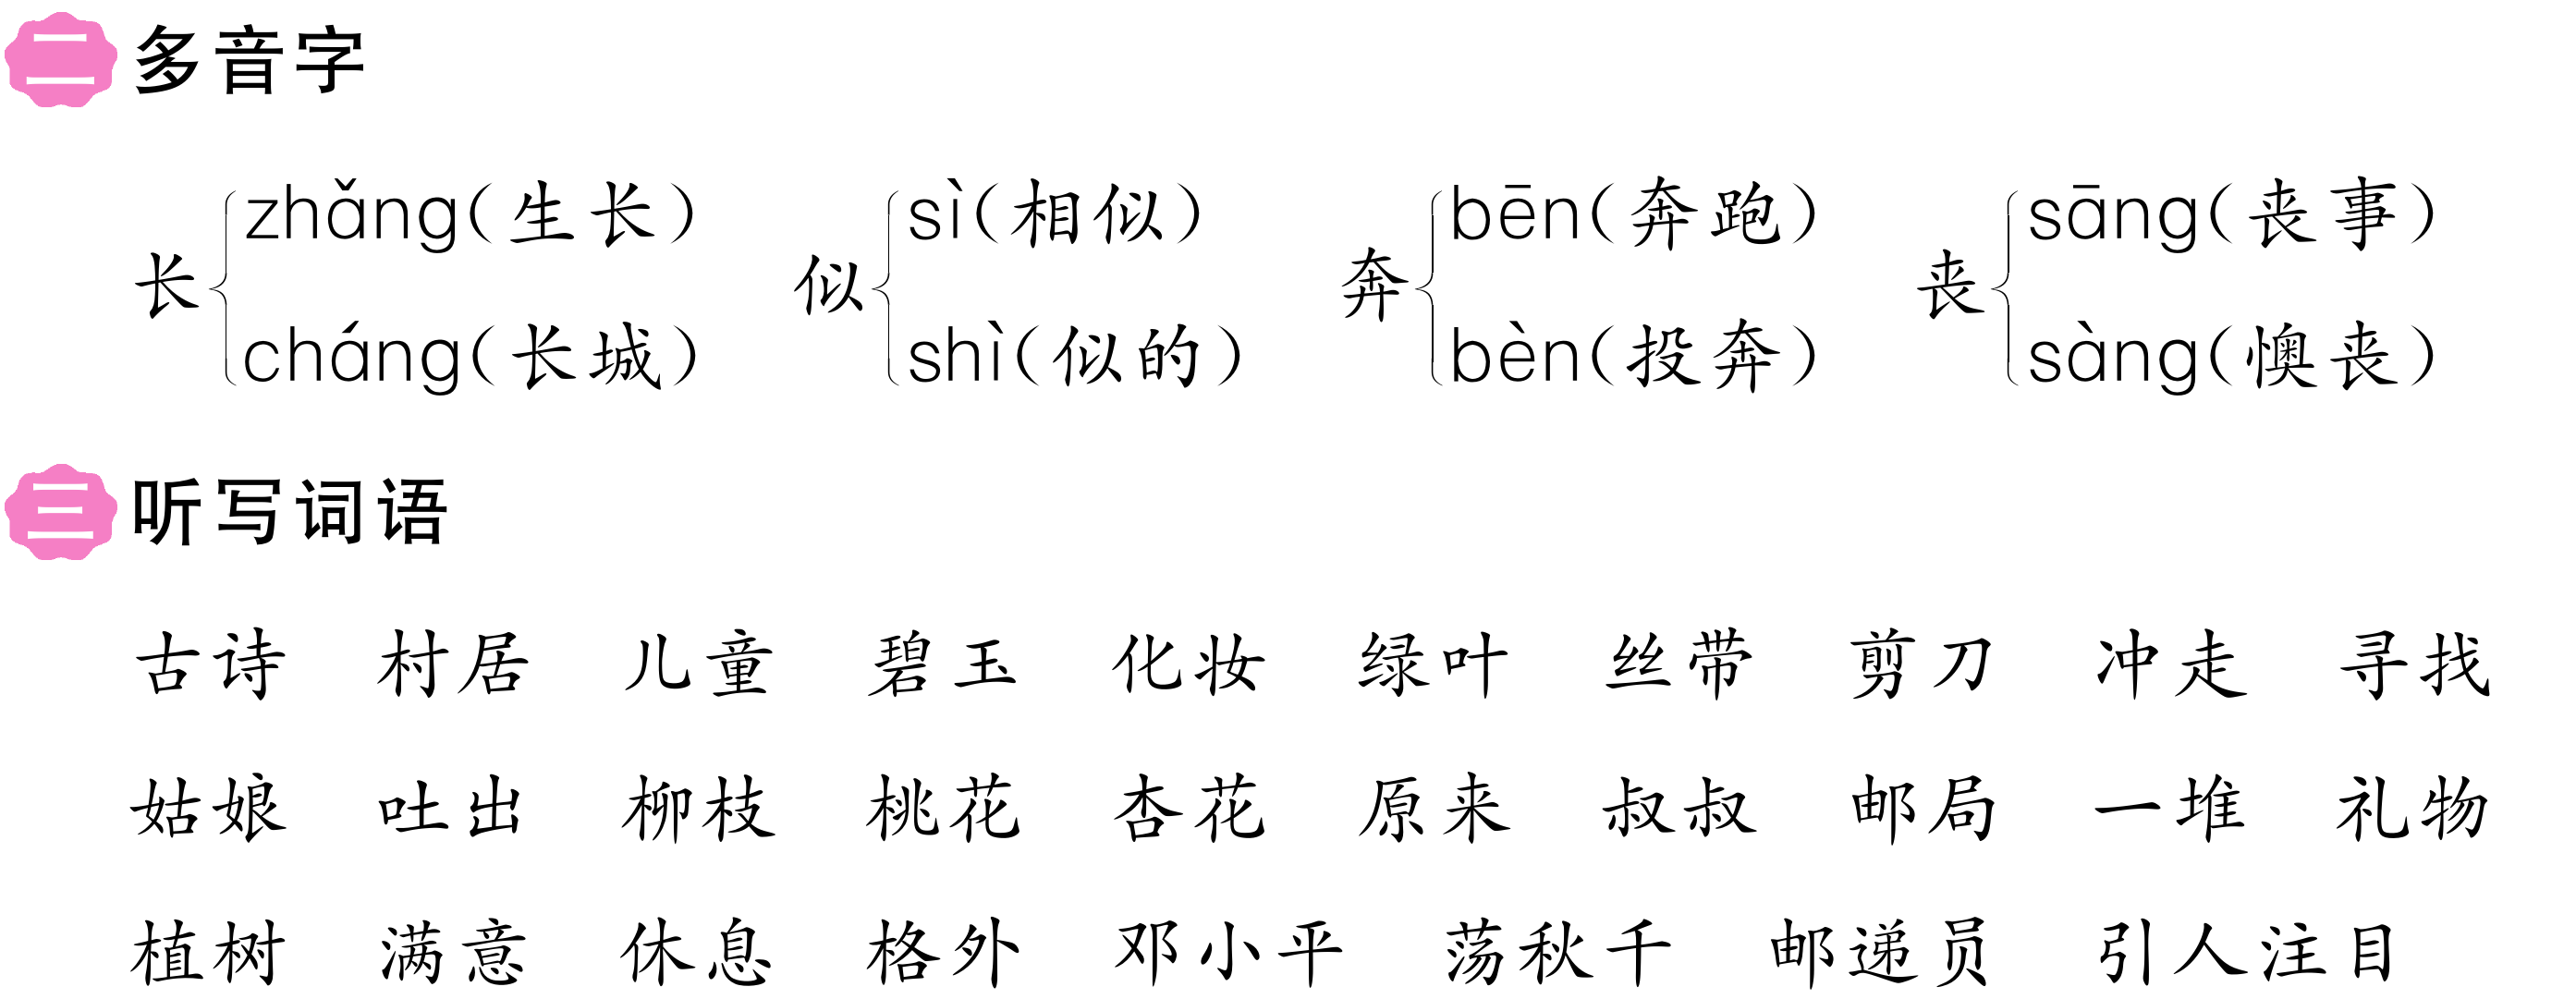 二 多音字
zhǎng(生长) sì(相似) bēn(奔跑) sāng(丧事)
长 似 奔 丧
cháng(长城) shì(似的) bèn(投奔) sàng(懊丧)
三 听写词语
古诗 村居 儿童 碧玉 化妆 绿叶 丝带 剪刀 冲走 寻找
姑娘 吐出 柳枝 桃花 杏花 原来 叔叔 邮局 一堆 礼物
植树 满意 休息 格外 邓小平 荡秋千 邮递员 引人注目